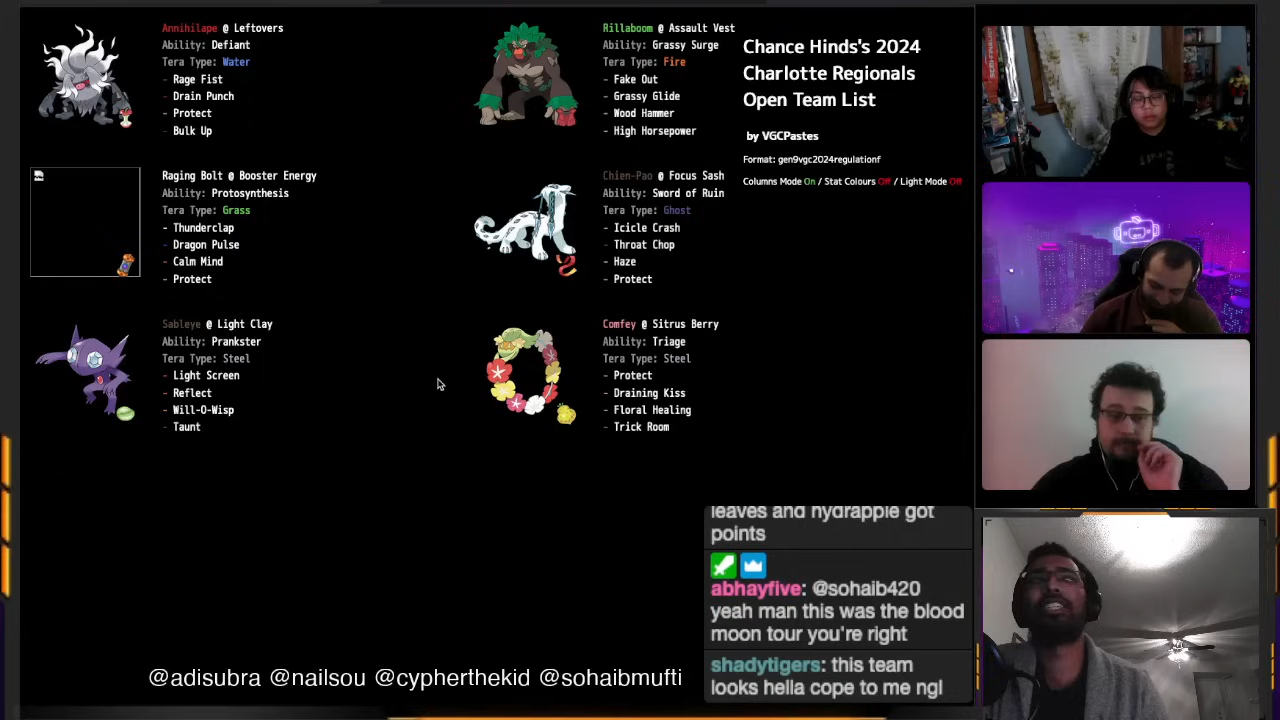 Annihilape @ Leftovers
Ability: Defiant
Tera Type: Water
- Rage Fist
- Drain Punch
- Protect
- Bulk Up
Rillaboom @ Assault Vest
Ability: Grassy Surge
Tera Type: Fire
- Fake Out
- Grassy Glide
- Wood Hammer
- High Horsepower
Chance Hinds's 2024
Charlotte Regionals
Open Team List
by VGCPastes
Format: gen9vgc2024regulationf
Columns Mode On / Stat Colours Off / Light Mode Off
Raging Bolt @ Booster Energy
Ability: Protosynthesis
Tera Type: Grass
- Thunderclap
- Dragon Pulse
- Calm Mind
- Protect
Chien-Pao @ Focus Sash
Ability: Sword of Ruin
Tera Type: Ghost
- Icicle Crash
- Throat Chop
- Haze
- Protect
Sableye @ Light Clay
Ability: Prankster
Tera Type: Steel
- Light Screen
- Reflect
- Will-O-Wisp
- Taunt
Comfey @ Sitrus Berry
Ability: Triage
Tera Type: Steel
- Protect
- Draining Kiss
- Floral Healing
- Trick Room
leaves and hydrapple got
points
abhayfive: @sohaib420
yeah man this was the blood
moon tour you're right
shadytigers: this team
looks hella cope to me ngl
@adisubra @nailsou @cypherthekid @sohaibmufti